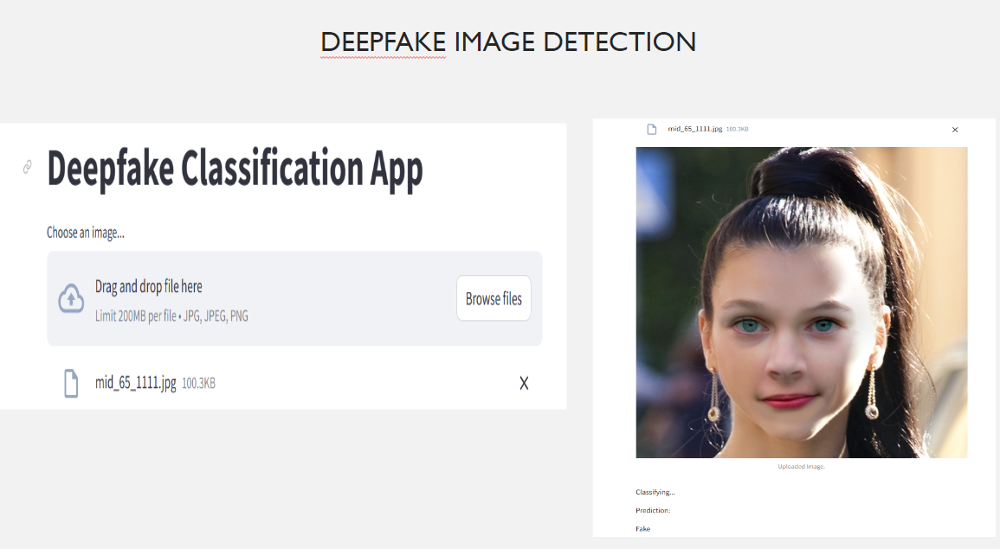 DEEPFAKE IMAGE DETECTION
Deepfake Classification App
Choose an image...
Drag and drop file here
Limit 200MB per file • JPG, JPEG, PNG
Browse files
mid_65_1111.jpg 100.3KB
X
mid_65_1111.jpg 100.3KB
X
Uploaded Image.
Classifying...
Prediction:
Fake